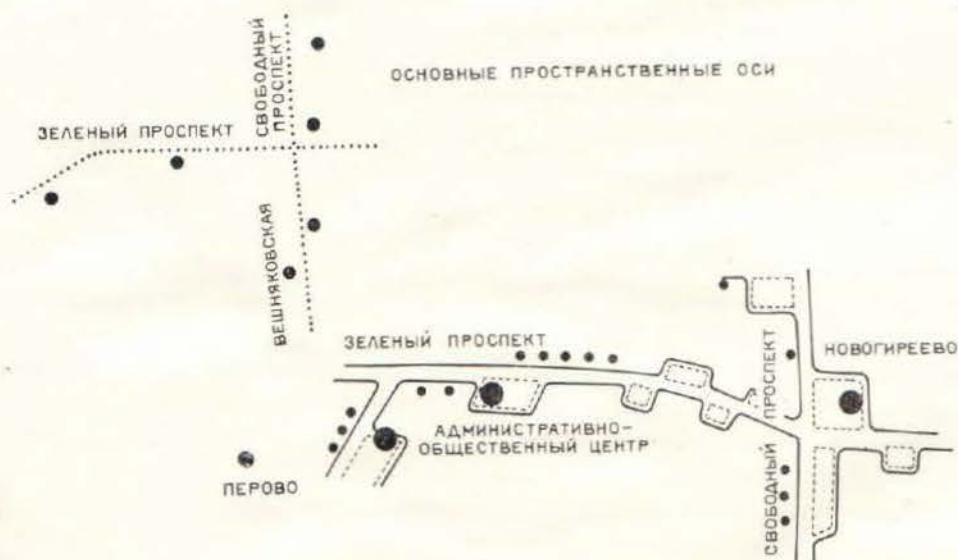 СВОБОДНЫЙ
ПРОСПЕКТ
ОСНОВНЫЕ ПРОСТРАНСТВЕННЫЕ ОСИ
ЗЕЛЕНЫЙ ПРОСПЕКТ
ВЕШНЯКОВСКАЯ
ЗЕЛЕНЫЙ ПРОСПЕКТ
НОВОГИРЕЕВО
СВОБОДНЫЙ ПРОСПЕКТ
АДМИНИСТРАТИВНО-
ОБЩЕСТВЕННЫЙ ЦЕНТР
ПЕРОВО